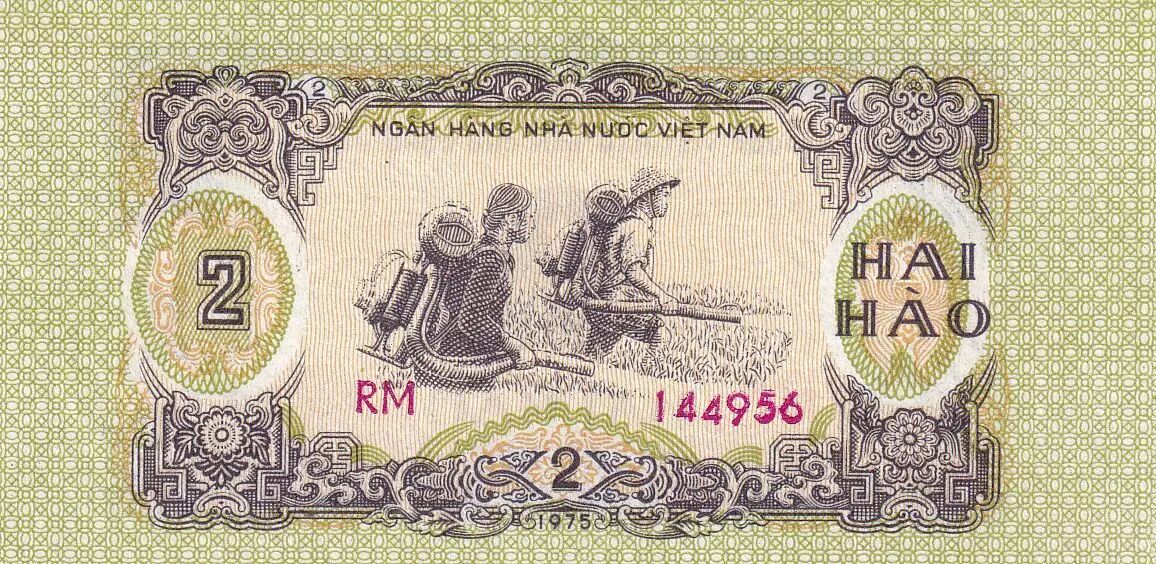 2 2
NGÂN HÀNG NHÀ NƯỚC VIỆT NAM
2
HAI
HÀO
RM 144956
2
1975